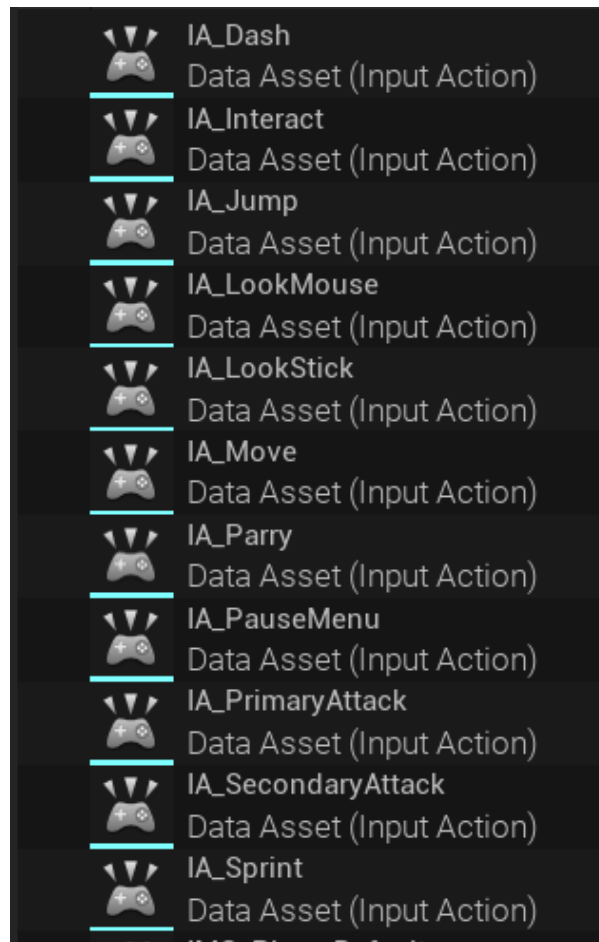 IA_Dash
Data Asset (Input Action)
IA_Interact
Data Asset (Input Action)
IA_Jump
Data Asset (Input Action)
IA_LookMouse
Data Asset (Input Action)
IA_LookStick
Data Asset (Input Action)
IA_Move
Data Asset (Input Action)
IA_Parry
Data Asset (Input Action)
IA_PauseMenu
Data Asset (Input Action)
IA_PrimaryAttack
Data Asset (Input Action)
IA_SecondaryAttack
Data Asset (Input Action)
IA_Sprint
Data Asset (Input Action)